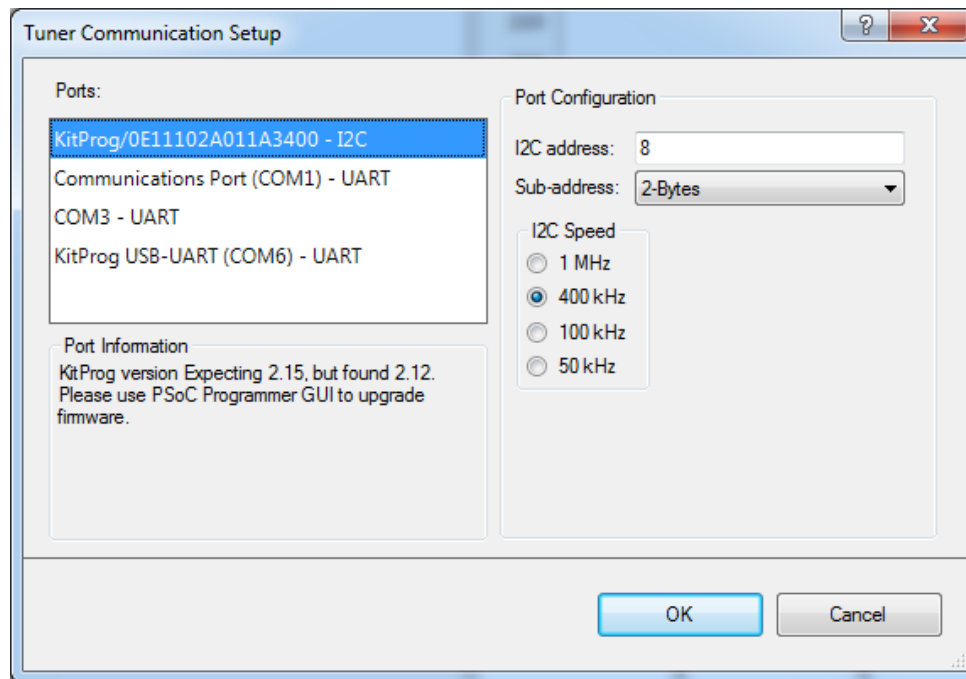 Tuner Communication Setup
Ports:
KitProg/0E11102A011A3400 - I2C
Communications Port (COM1) - UART
COM3 - UART
KitProg USB-UART (COM6) - UART
Port Information
KitProg version Expecting 2.15, but found 2.12.
Please use PSoC Programmer GUI to upgrade
firmware.
Port Configuration
I2C address: 8
Sub-address: 2-Bytes
I2C Speed
1 MHz
400 kHz
100 kHz
50 kHz
OK
Cancel